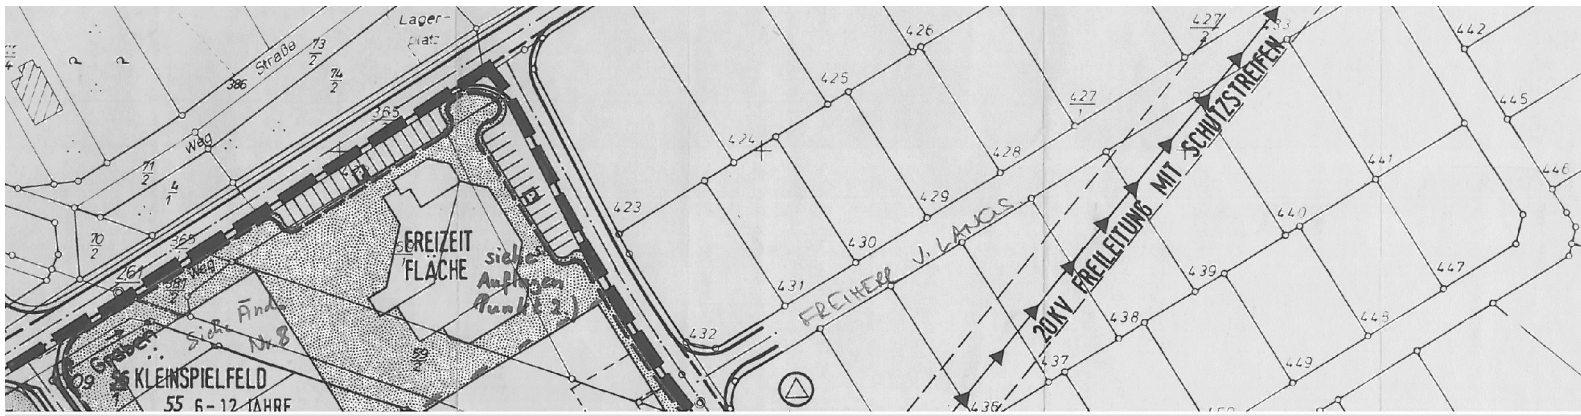 Lager-
platz
Straße
73
2
74
2
386
365
Weg
71
2
4
1
70
2
365
261
Weg
FREIZEIT
FLÄCHE
siehe
Auflagen
Punkt 2.)
Siehe Änd.
Nr. 8
Graben
KLEINSPIELFELD
55 6-12 JAHRE
59
2
426
427
2
433
442
425
427
1
445
424
428
441
446
423
429
440
430
439
447
431
FREIHERR V. LANGS.
20KV FREILEITUNG MIT SCHUTZSTREIFEN
432
438
448
437
449
436